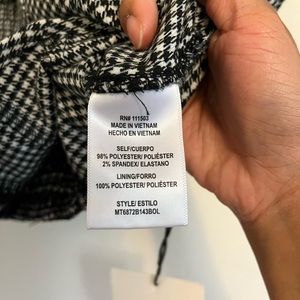 RN# 111503
MADE IN VIETNAM
HECHO EN VIETNAM
SELF/CUERPO
98% POLYESTER/ POLIÉSTER
2% SPANDEX/ ELASTANO
LINING/FORRO
100% POLYESTER/ POLIÉSTER
STYLE/ ESTILO
MT6872B143BOL